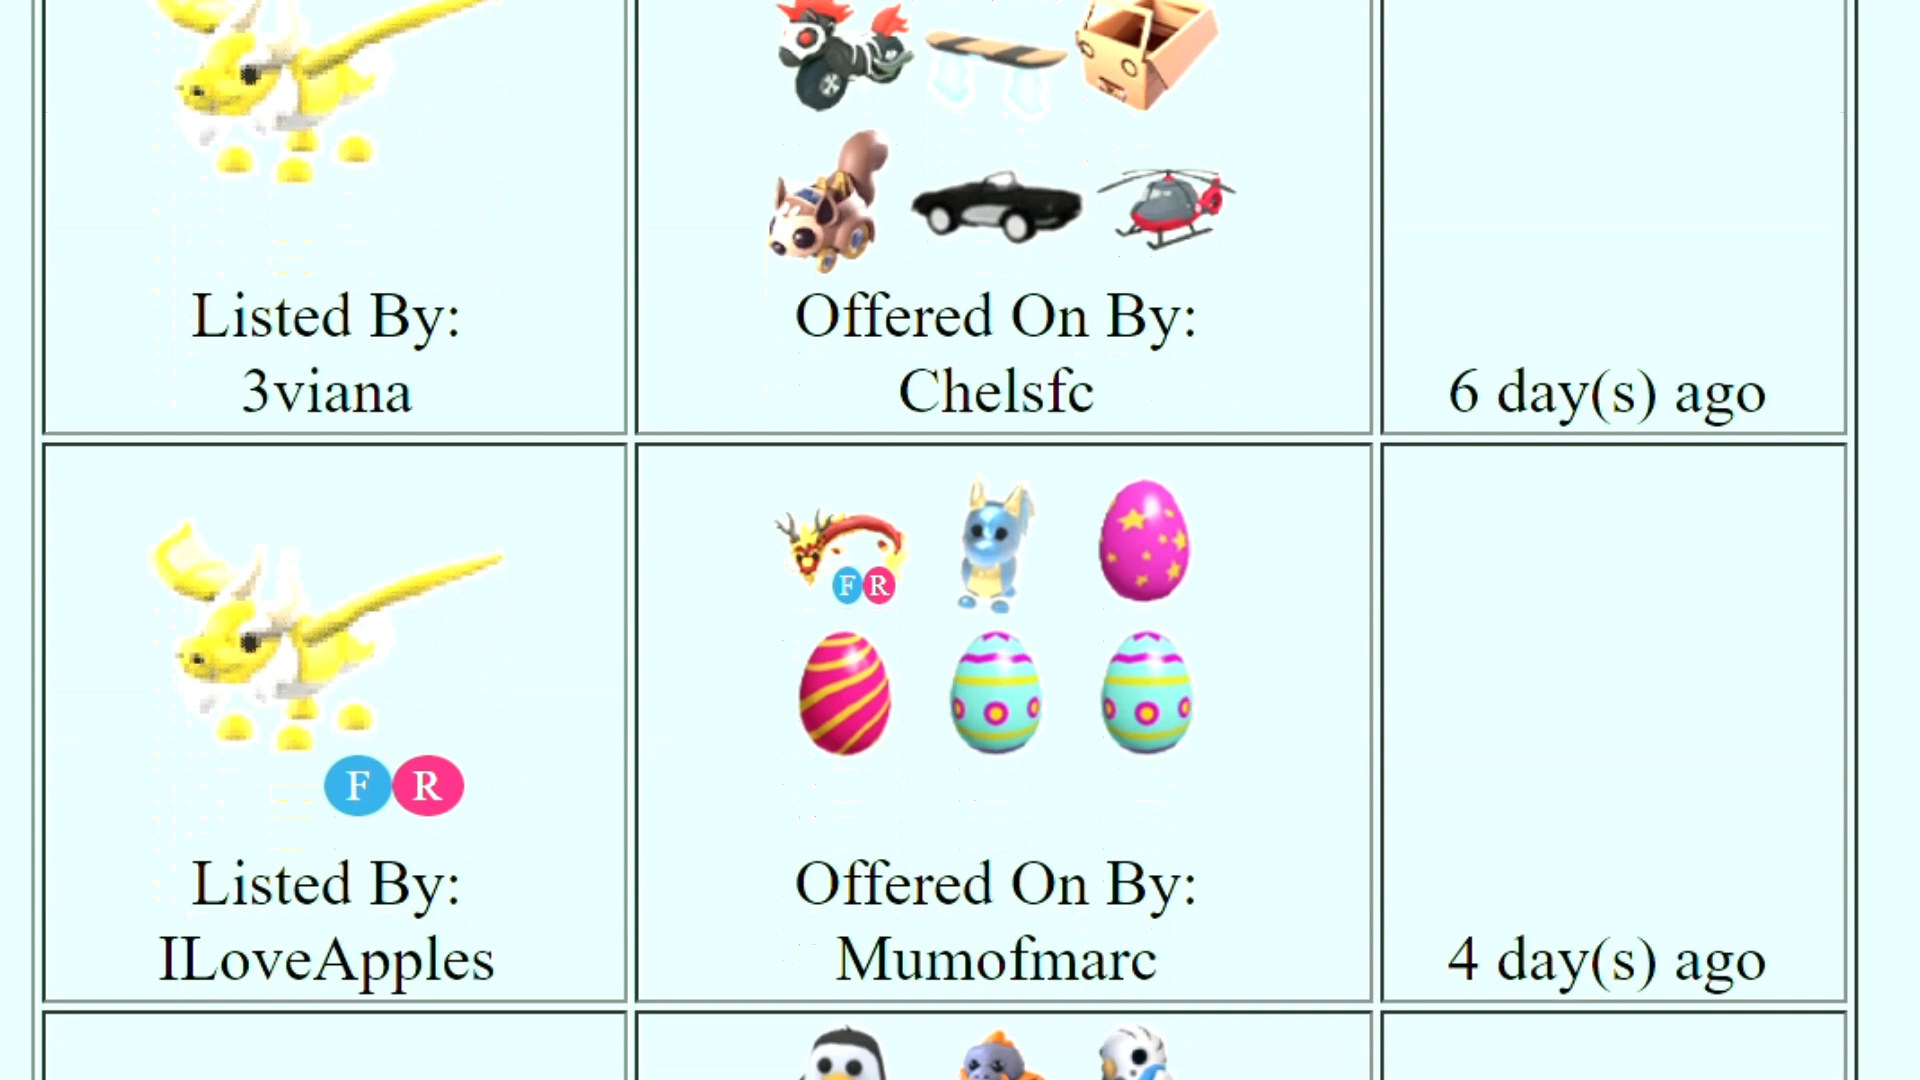 Listed By:
3viana
Offered On By:
Chelsfc
6 day(s) ago
F R
F R
Listed By:
ILoveApples
Offered On By:
Mumofmarc
4 day(s) ago